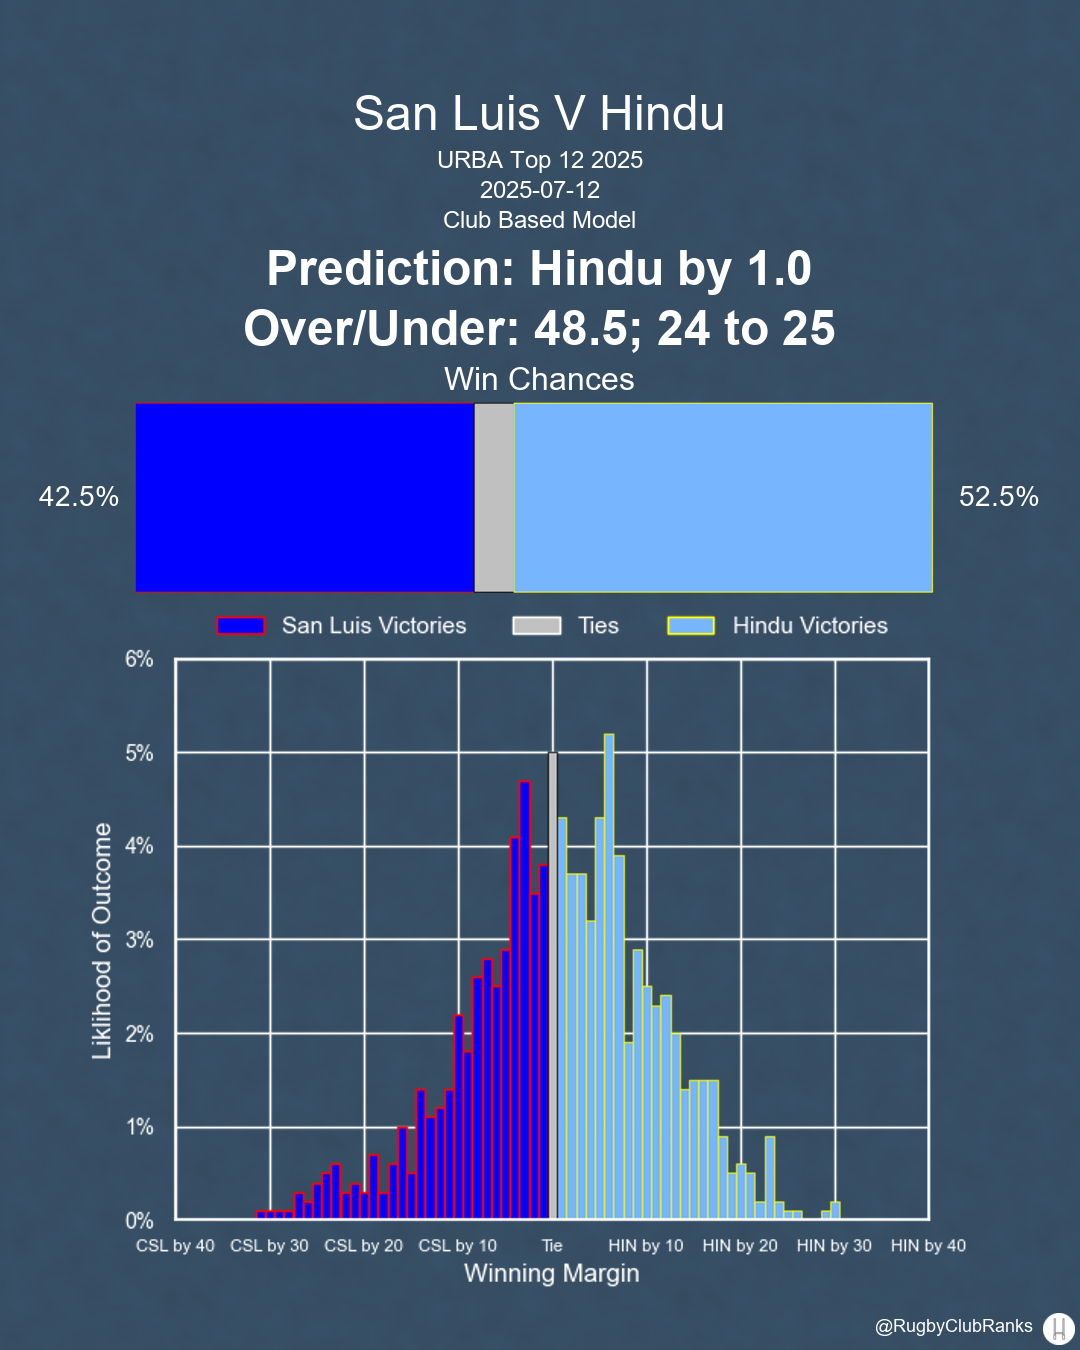 San Luis V Hindu
URBA Top 12 2025
2025-07-12
Club Based Model
Prediction: Hindu by 1.0
Over/Under: 48.5; 24 to 25
Win Chances
42.5% 52.5%
San Luis Victories Ties Hindu Victories
6%
5%
4%
3%
2%
1%
0%
Liklihood of Outcome
CSL by 40 CSL by 30 CSL by 20 CSL by 10 Tie HIN by 10 HIN by 20 HIN by 30 HIN by 40
Winning Margin
@RugbyClubRanks